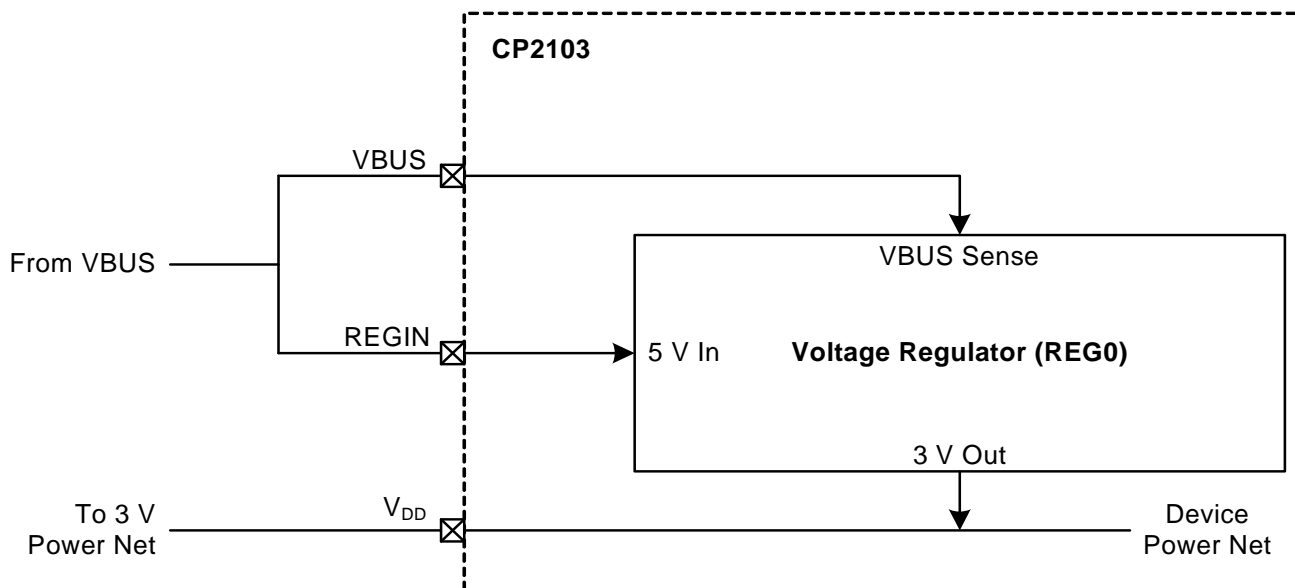 CP2103
VBUS
VBUS Sense
From VBUS
REGIN
5 V In
Voltage Regulator (REG0)
3 V Out
To 3 V
Power Net
VDD
Device
Power Net